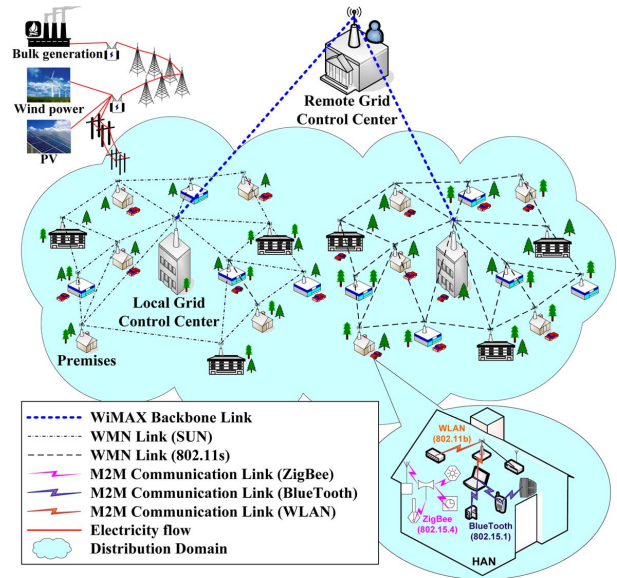 Bulk generation
Wind power
PV
Remote Grid
Control Center
Local Grid
Control Center
Premises
WiMAX Backbone Link
WMN Link (SUN)
WMN Link (802.11s)
M2M Communication Link (ZigBee)
M2M Communication Link (BlueTooth)
M2M Communication Link (WLAN)
Electricity flow
Distribution Domain
WLAN
(802.11b)
ZigBee
(802.15.4)
BlueTooth
(802.15.1)
HAN